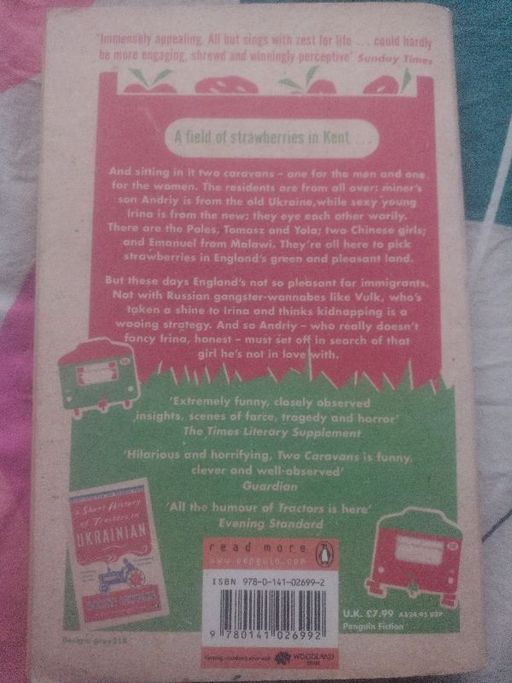 'Immensely appealing. All but sings with zest for life ... could hardly
be more engaging, shrewd and winningly perceptive' Sunday Times
A field of strawberries in Kent ...
And sitting in it two caravans – one for the men and one
for the women. The residents are from all over: miner's
son Andriy is from the old Ukraine, while sexy young
Irina is from the new: they eye each other warily.
There are the Poles, Tomasz and Yola; two Chinese girls;
and Emanuel from Malawi. They're all here to pick
strawberries in England's green and pleasant land.
But these days England's not so pleasant for immigrants.
Not with Russian gangster-wannabes like Vulk, who's
taken a shine to Irina and thinks kidnapping is a
wooing strategy. And so Andriy – who really doesn't
fancy Irina, honest – must set off in search of that
girl he's not in love with.
'Extremely funny, closely observed
insights, scenes of farce, tragedy and horror'
The Times Literary Supplement
'Hilarious and horrifying, Two Caravans is funny,
clever and well-observed'
Guardian
'All the humour of Tractors is here'
Evening Standard
A Short History
of Tractors in
UKRAINIAN
read more
www.penguin.com
ISBN 978-0-141-02699-2
9 780141 026992
U.K. £7.99
Penguin Fiction
WOODLAND